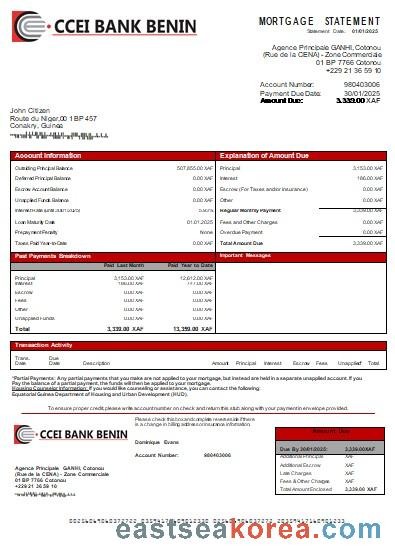 CCEI BANK BENIN
MORTGAGE STATEMENT
Statement Date: 01/01/2025
Agence Principale GANHI, Cotonou
(Rue de la CENA) - Zone Commerciale
01 BP 7766 Cotonou
+229 21 36 59 10
Account Number: 980403006
Payment Due Date: 30/01/2025
Amount Due: 3,339.00 XAF
John Citizen
Route du Niger,00 1BP 457
Conakry, Guinea
Account Information
Outstanding Principal Balance 507,855.00 XAF
Deferred Principal Balance 0.00 XAF
Escrow Account Balance 0.00 XAF
Unapplied Funds Balance 0.00 XAF
Interest Rate (Until 30/01/2025)
Loan Maturity Date 01.01.2025
Prepayment Penalty None
Taxes Paid Year-to-Date 0.00 XAF
Explanation of Amount Due
Principal 3,153.00 XAF
Interest 186.00 XAF
Escrow (For Taxes and/or Insurance) 0.00 XAF
Other 0.00 XAF
Regular Monthly Payment 3,339.00 XAF
Fees and Other Charges 0.00 XAF
Overdue Payment 0.00 XAF
Total Amount Due 3,339.00 XAF
Past Payments Breakdown
Paid Last Month Paid Year to Date
Principal 3,153.00 XAF 12,612.00 XAF
Interest 186.00 XAF 747.00 XAF
Escrow 0.00 XAF 0.00 XAF
Fees 0.00 XAF 0.00 XAF
Other 0.00 XAF 0.00 XAF
Unapplied Funds 0.00 XAF 0.00 XAF
Total 3,339.00 XAF 13,359.00 XAF
Important Messages
Transaction Activity
Trans. Date Due Date Description Amount Principal Interest Escrow Fees Unapplied* Total
*Partial Payments: Any partial payments that you make are not applied to your mortgage, but instead are held in a separate unapplied account. If you
Pay the balance of a partial payment, the funds will then be applied to your mortgage.
Housing Counselor Information: If you would like counseling or assistance, you can contact the following:
Equatorial Guinea Department of Housing and Urban Development (HUD).
To ensure proper credit, please write account number on check and return this stub along with your payment in envelope provided.
CCEI BANK BENIN
Please check this box and complete reverse side if there
is a change in billing address or insurance information.
Dominique Evans
Account Number: 980403006
Agence Principale GANHI, Cotonou
(Rue de la CENA) - Zone Commerciale
01 BP 7766 Cotonou
+229 21 36 59 10
Amount Due
Due By 30/01/2025: 3,339.00XAF
Additional Principal XAF
Additional Escrow XAF
Late Charges XAF
Fees and Other Charges XAF
Total Amount Enclosed 3,339.00 XAF
eastseakorea.com